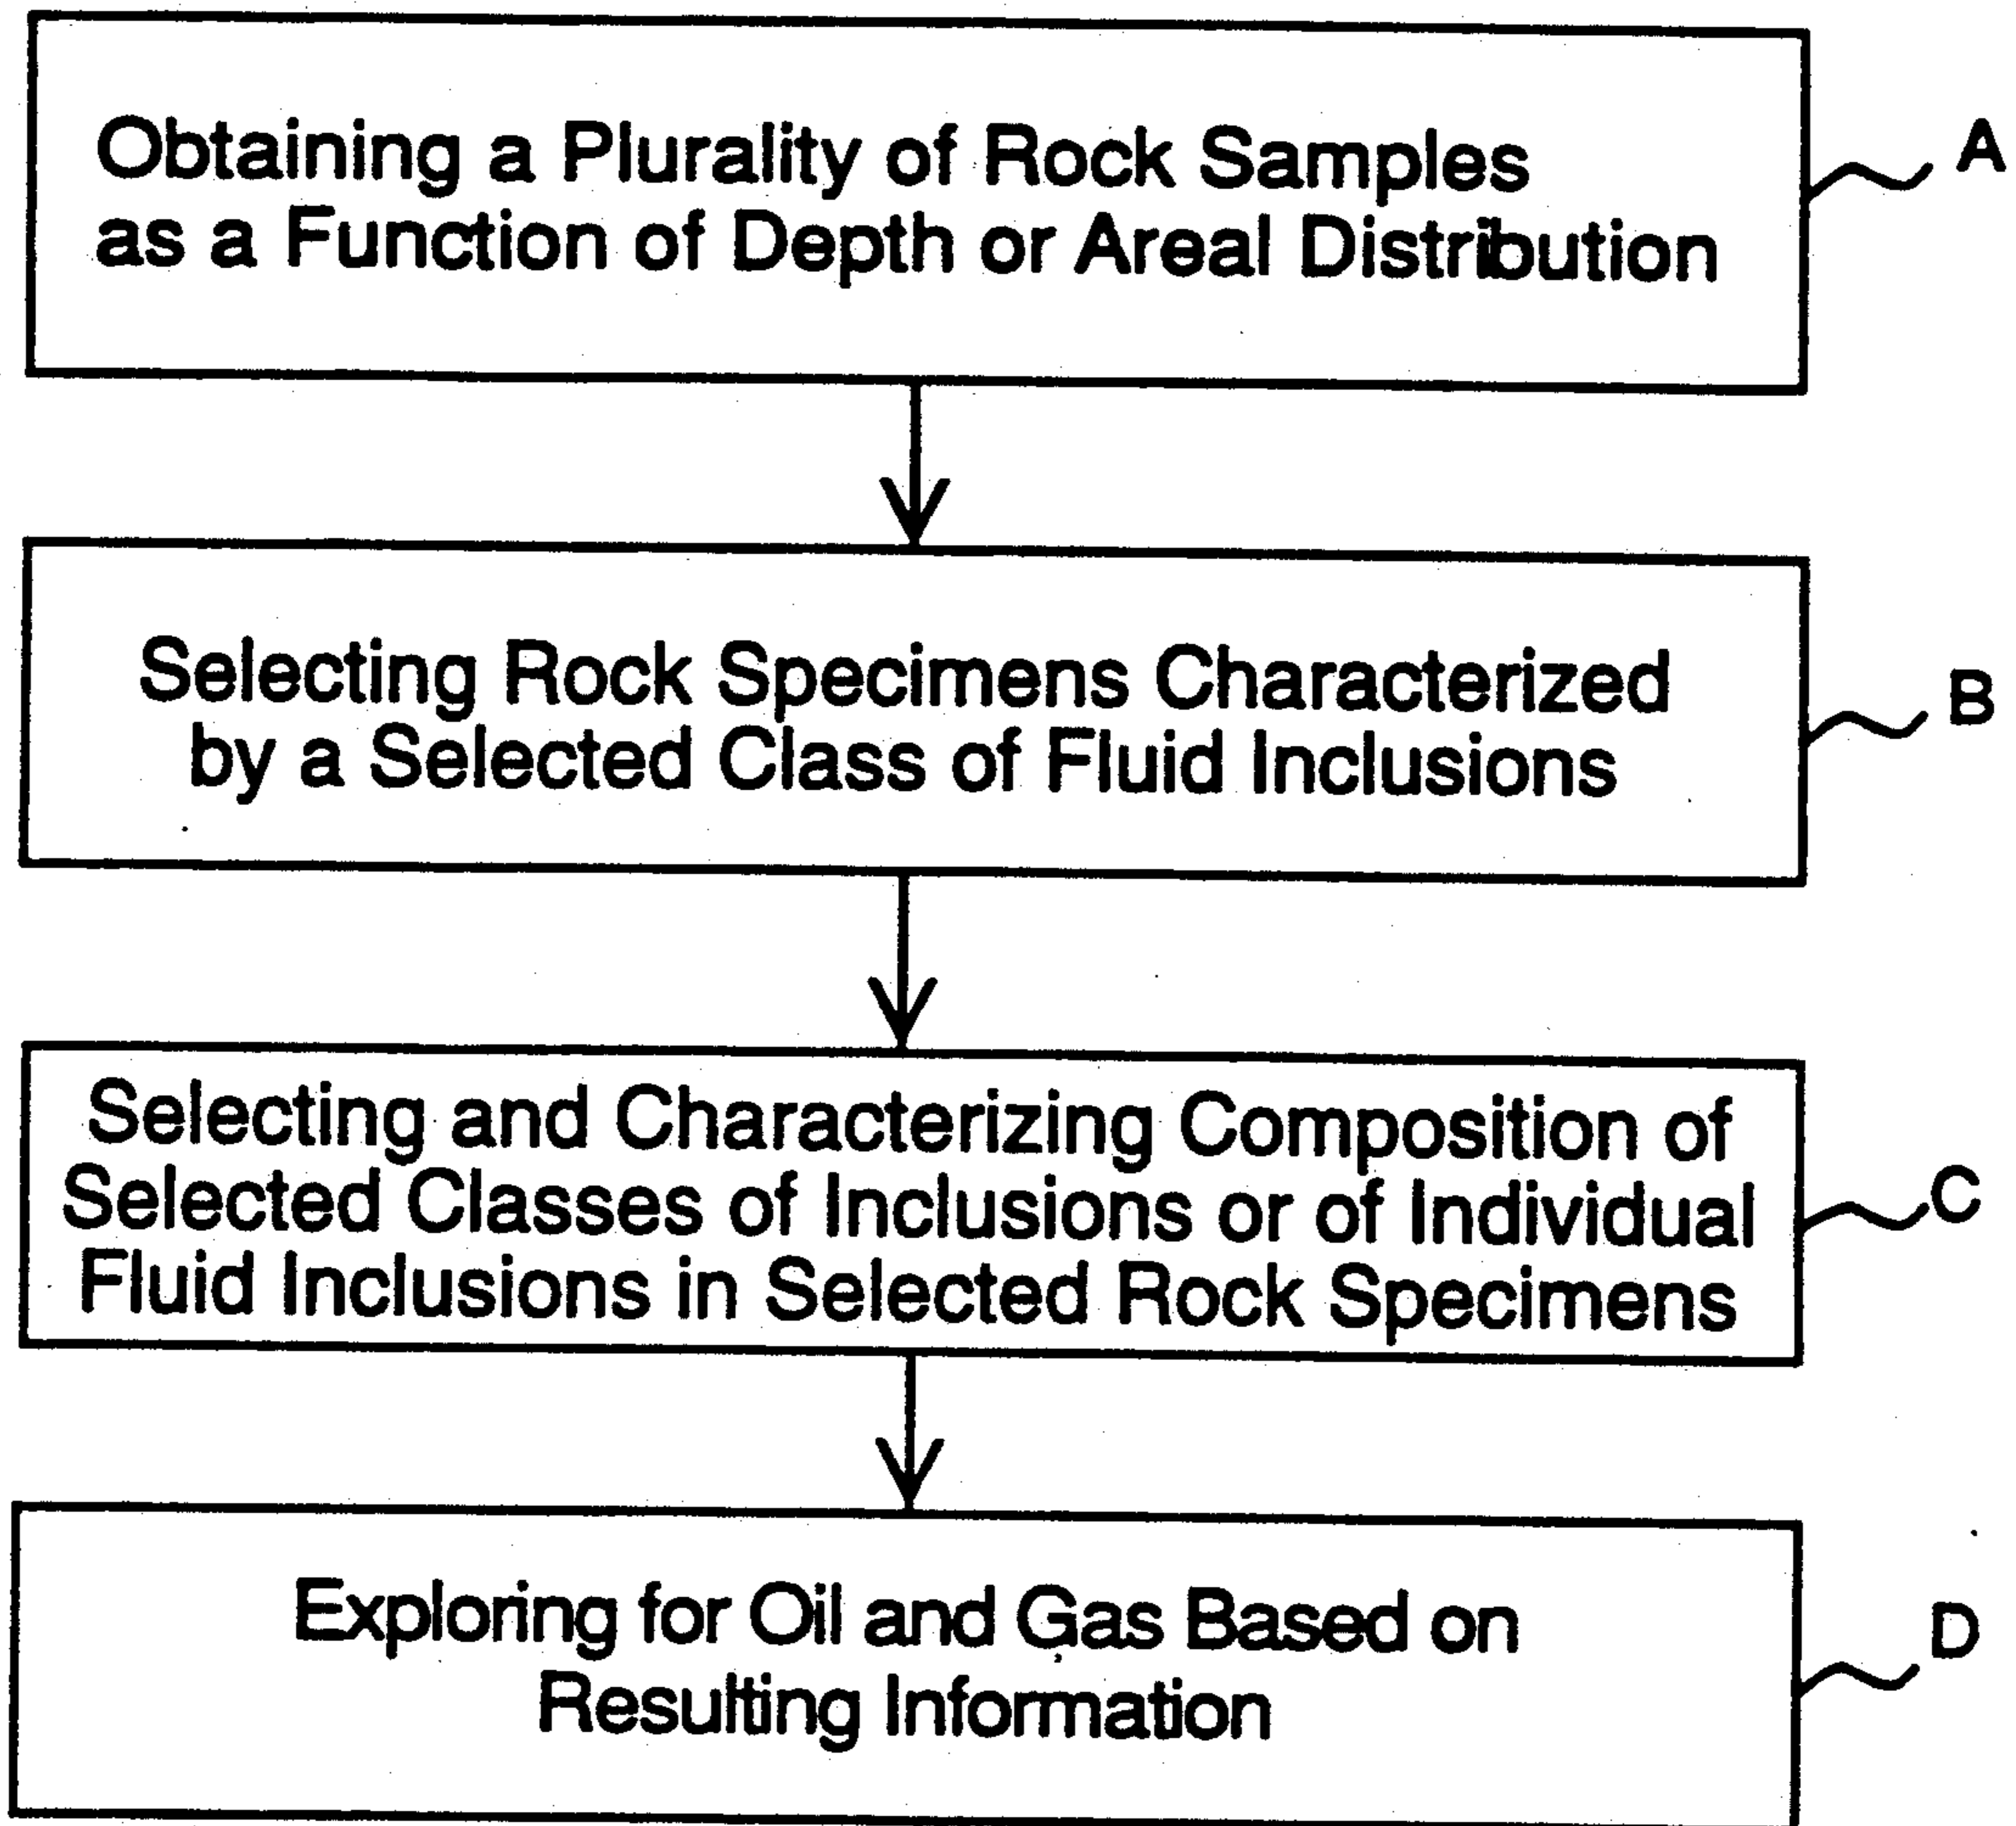 Obtaining a Plurality of Rock Samples
as a Function of Depth or Areal Distribution
A
Selecting Rock Specimens Characterized
by a Selected Class of Fluid Inclusions
B
Selecting and Characterizing Composition of
Selected Classes of Inclusions or of Individual
Fluid Inclusions in Selected Rock Specimens
C
Exploring for Oil and Gas Based on
Resulting Information
D